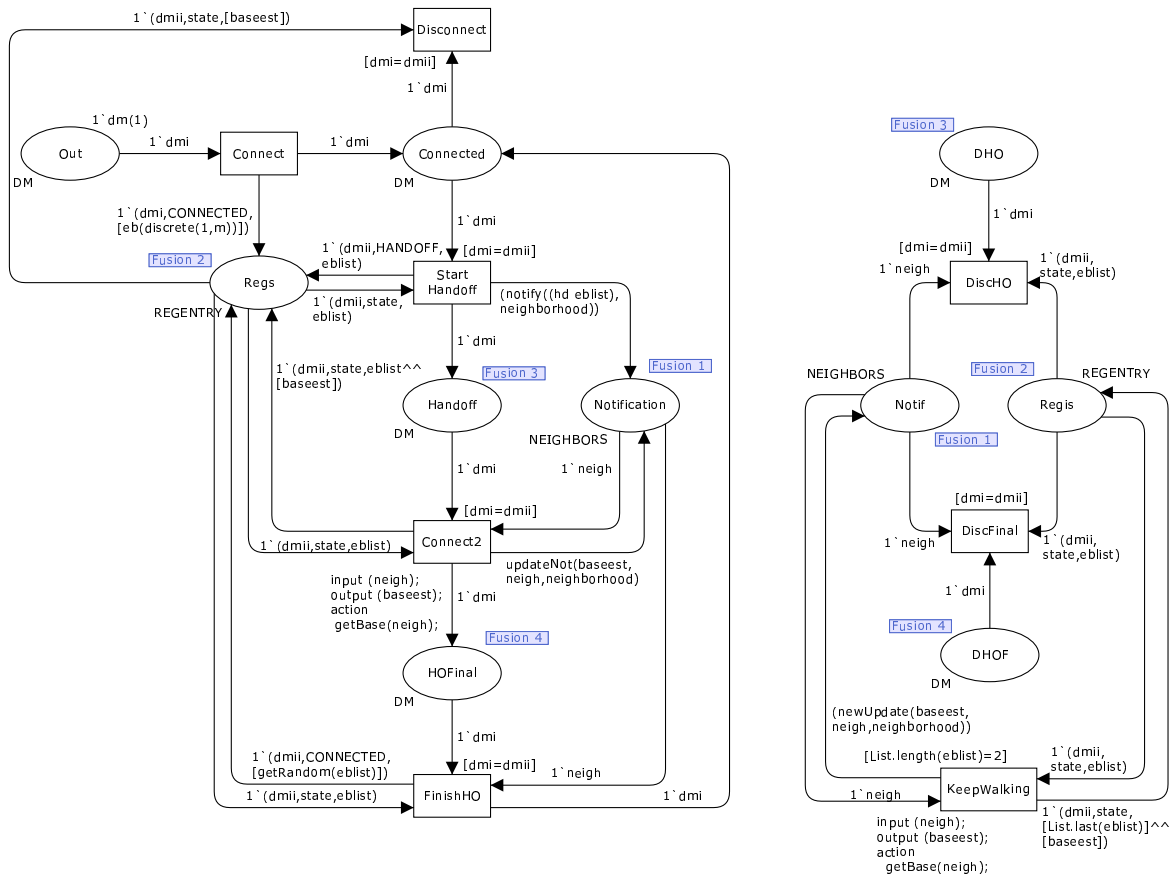 1`(dmii,state,[baseest])
Disconnect
[dmi=dmii]
1`dmi
1`dm(1)
Out
DM
1`dmi
Connect
1`dmi
Connected
DM
1`(dmi,CONNECTED,
[eb(discrete(1,m))])
Fusion 2
Regs
REGENTRY
1`dmi
[dmi=dmii]
1`(dmii,HANDOFF,
eblist)
1`(dmii,state,
eblist)
Start
Handoff
(notify((hd eblist),
neighborhood))
1`dmi
1`(dmii,state,eblist^^
[baseest])
Fusion 3
Handoff
DM
Fusion 1
Notification
NEIGHBORS
1`dmi
1`neigh
[dmi=dmii]
1`(dmii,state,eblist)
Connect2
updateNot(baseest,
neigh,neighborhood)
input (neigh);
output (baseest);
action
getBase(neigh);
1`dmi
Fusion 4
HOFinal
DM
1`dmi
1`(dmii,CONNECTED,
[getRandom(eblist)])
[dmi=dmii]
1`neigh
1`(dmii,state,eblist)
FinishHO
1`dmi
Fusion 3
DHO
DM
1`dmi
[dmi=dmii]
1`neigh
1`(dmii,
state,eblist)
DiscHO
NEIGHBORS
Fusion 2
REGENTRY
Notif
Regis
Fusion 1
[dmi=dmii]
DiscFinal
1`neigh
1`(dmii,
state,eblist)
1`dmi
Fusion 4
DHOF
DM
(newUpdate(baseest,
neigh,neighborhood))
[List.length(eblist)=2]
1`(dmii,
state,eblist)
KeepWalking
1`neigh
1`(dmii,state,
[List.last(eblist)]^^
[baseest])
input (neigh);
output (baseest);
action
getBase(neigh);